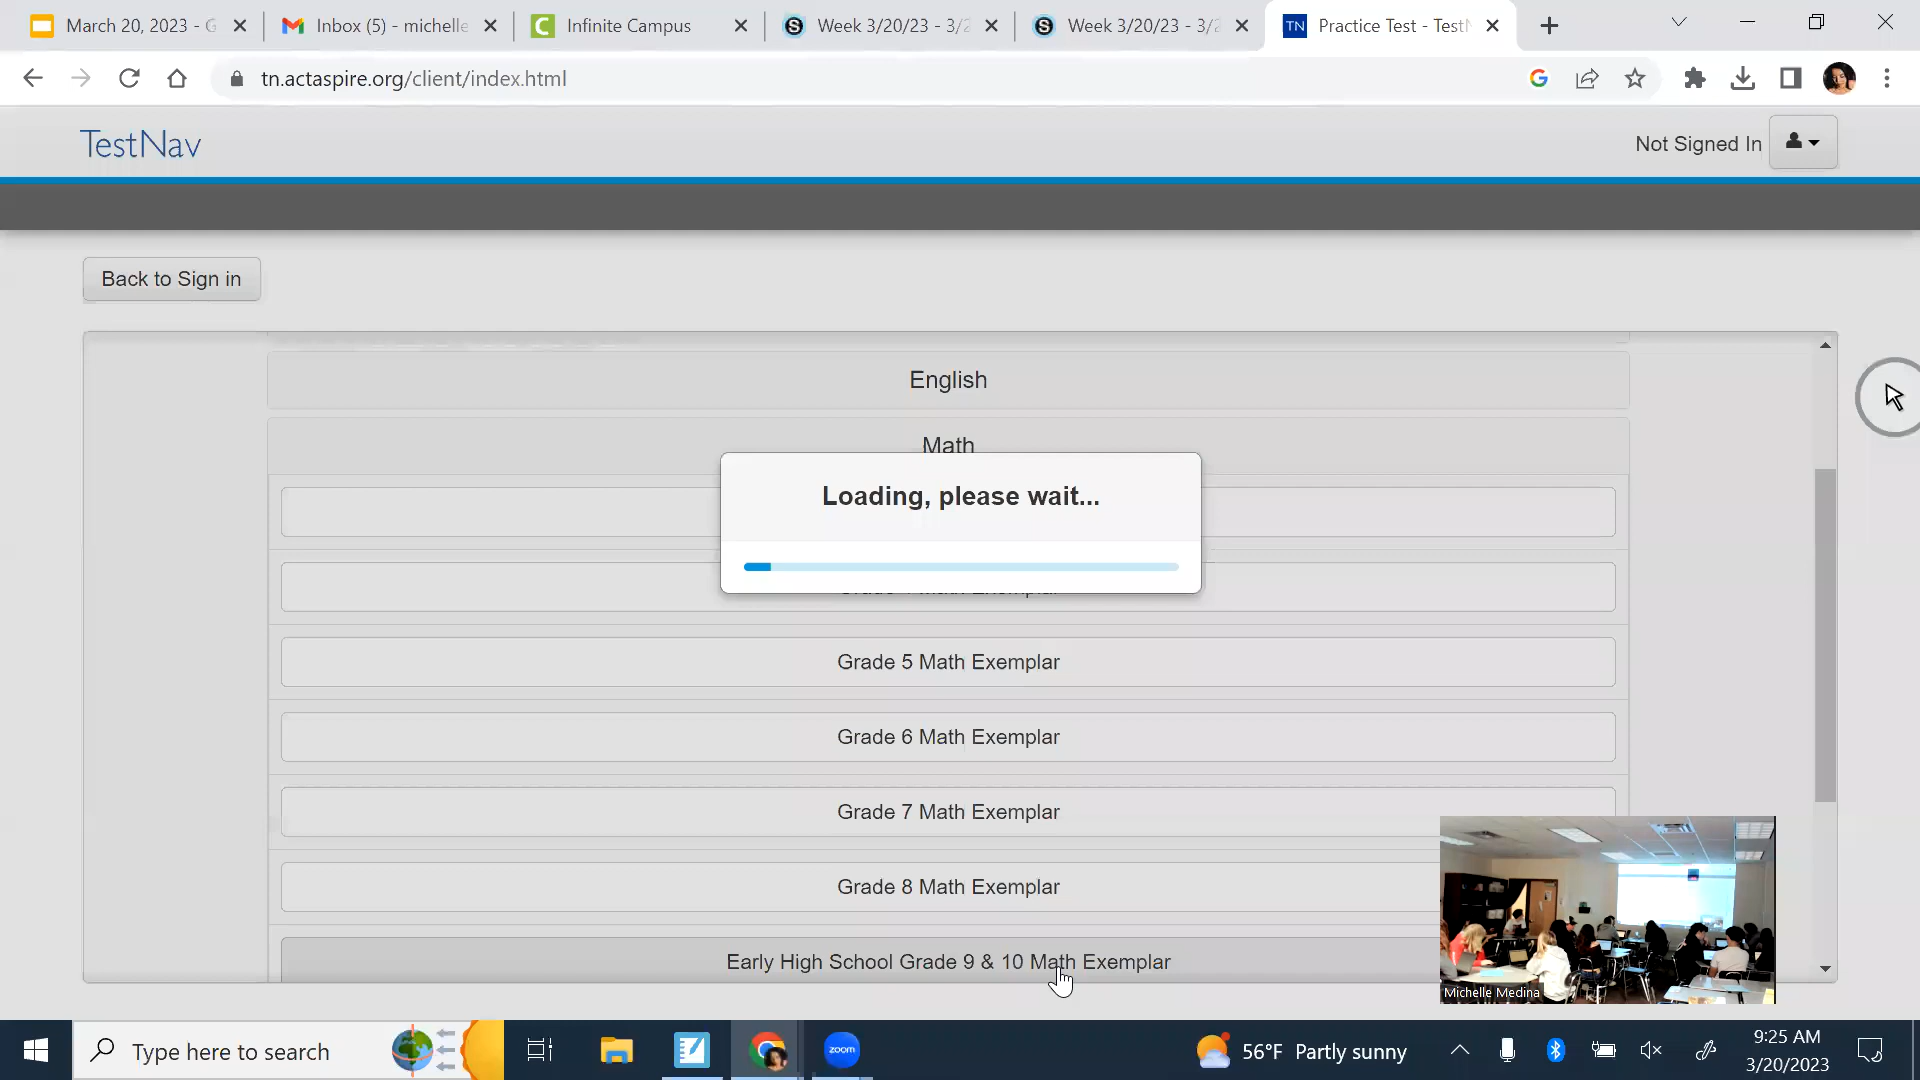 March 20, 2023 - G
Inbox (5) - michelle
Infinite Campus
Week 3/20/23 - 3/2
Week 3/20/23 - 3/2
TN
Practice Test - TestN
tn.actaspire.org/client/index.html
TestNav
Not Signed In
Back to Sign in
English
Math
Loading, please wait...
Grade 5 Math Exemplar
Grade 6 Math Exemplar
Grade 7 Math Exemplar
Grade 8 Math Exemplar
Early High School Grade 9 & 10 Math Exemplar
Michelle Medina
Type here to search
zoom
56°F Partly sunny
9:25 AM
3/20/2023